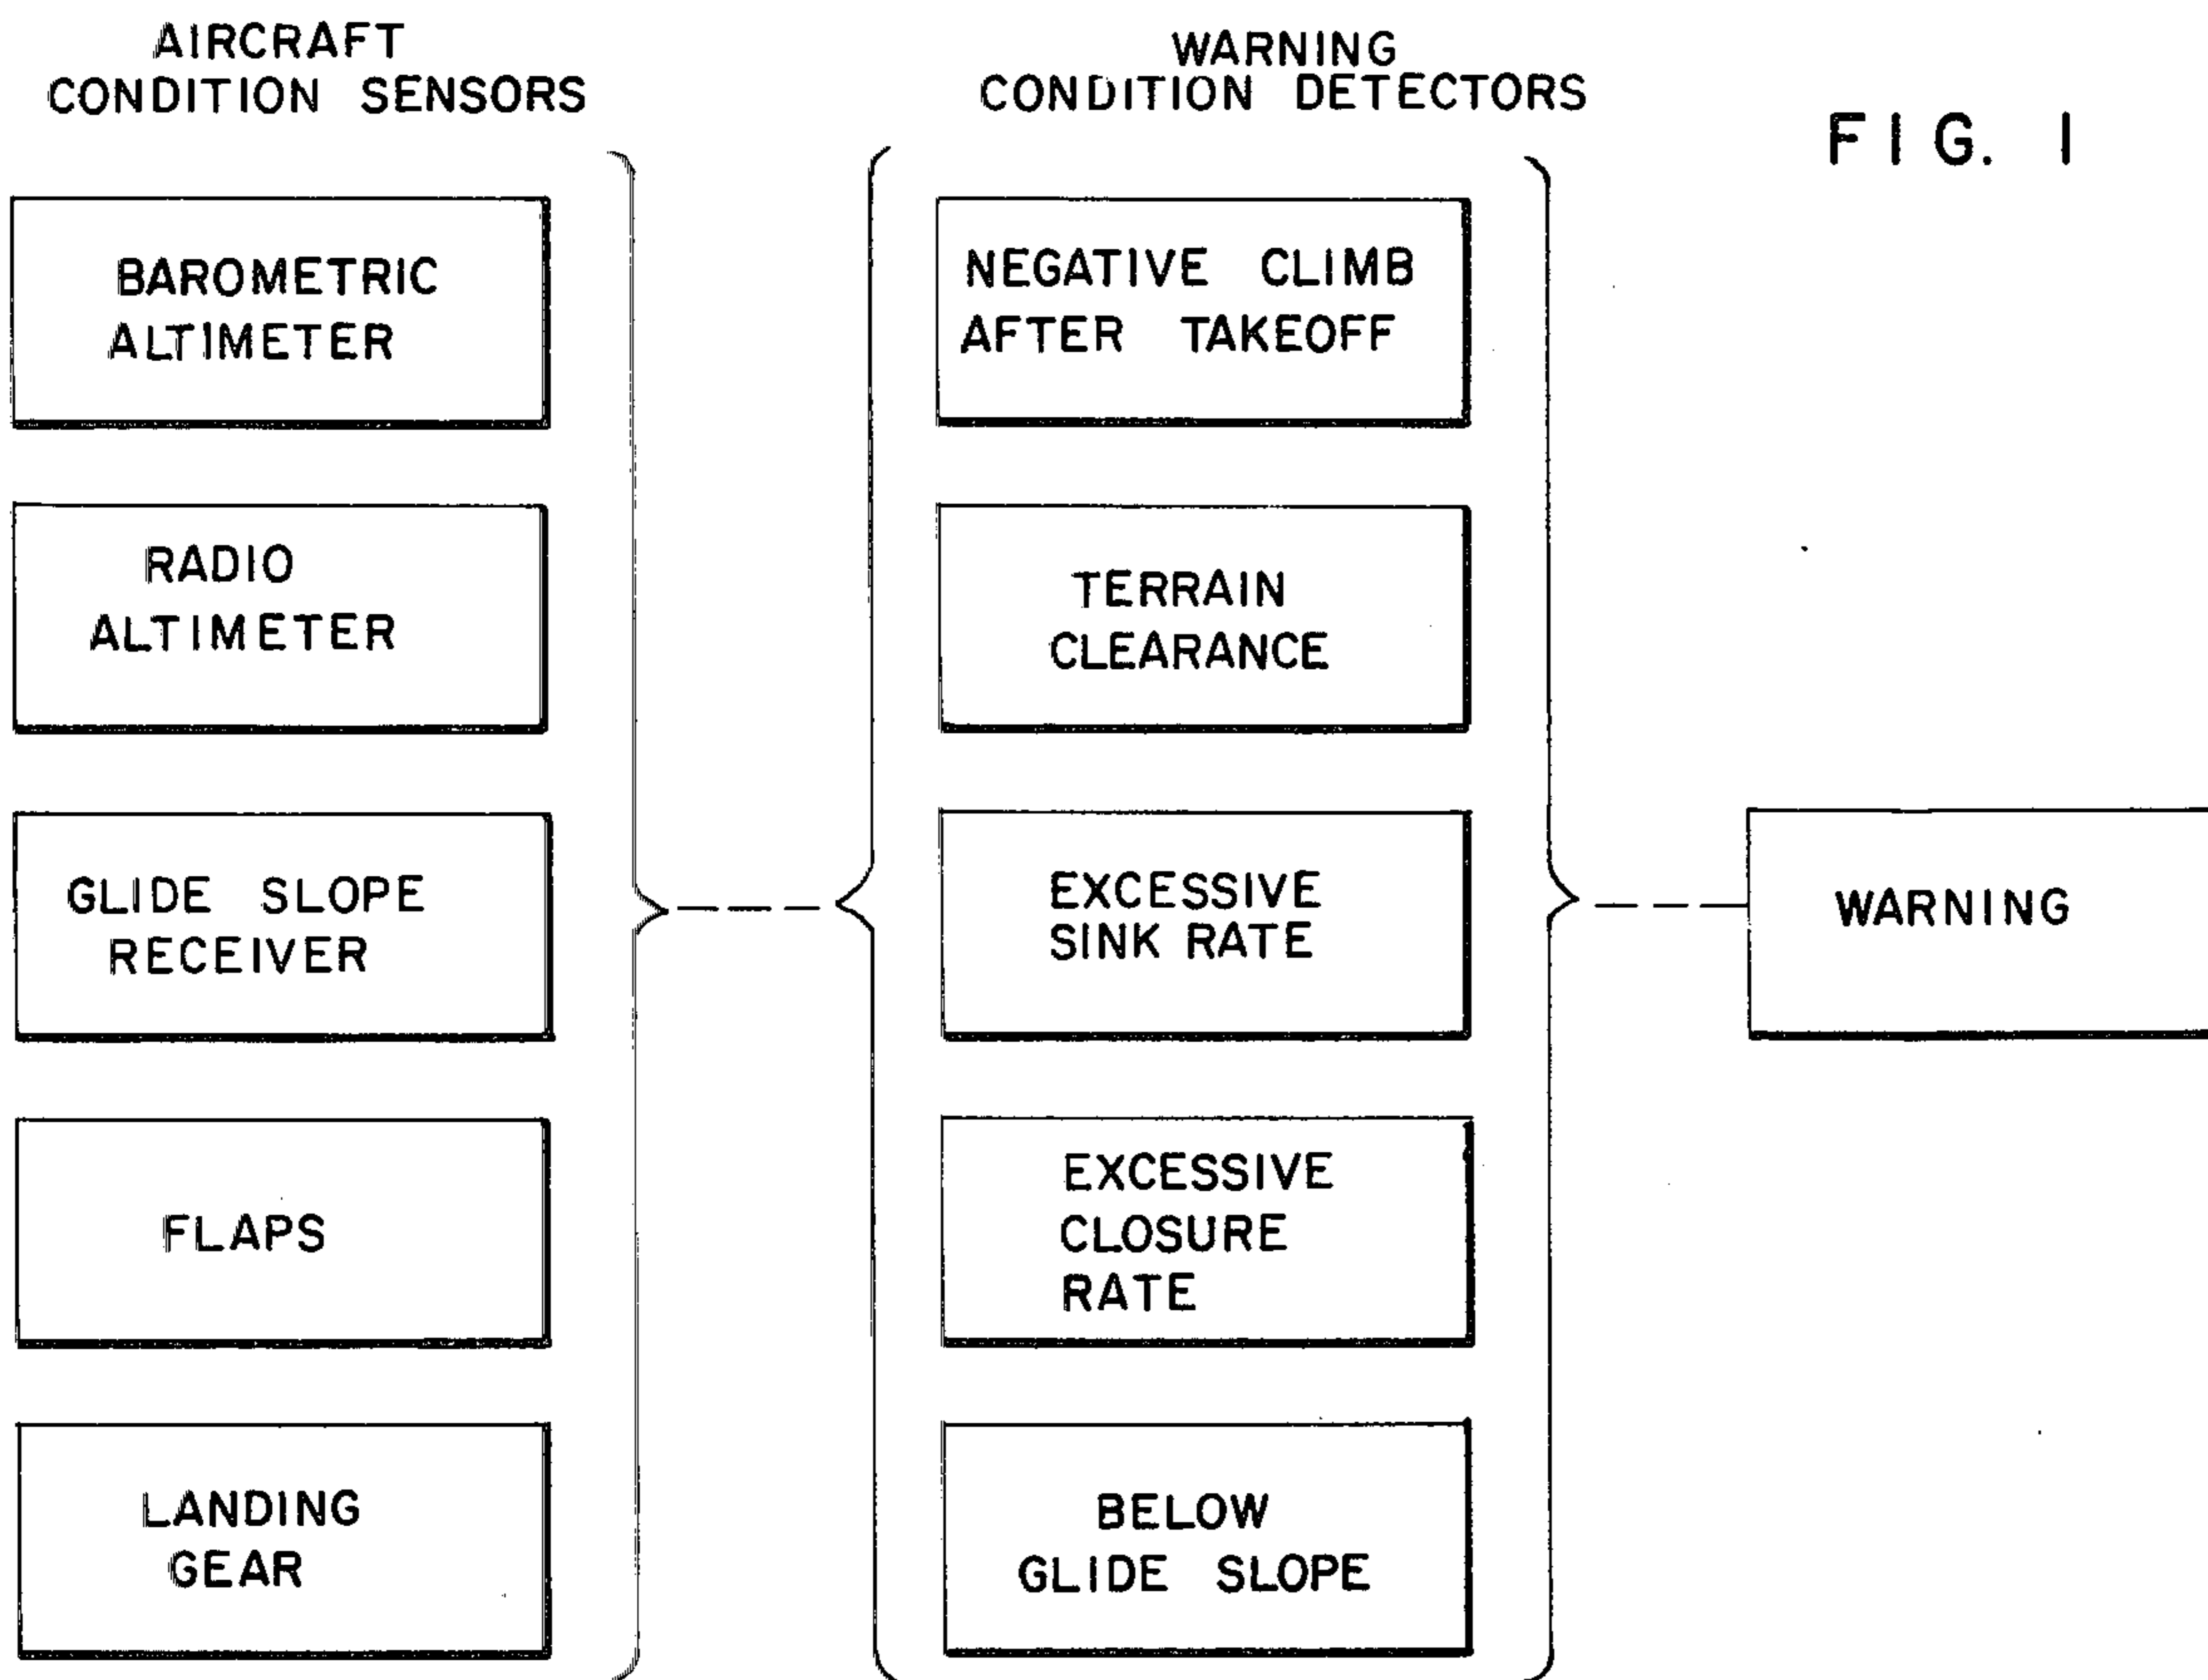 AIRCRAFT
CONDITION SENSORS
WARNING
CONDITION DETECTORS
FIG. 1
BAROMETRIC
ALTIMETER
RADIO
ALTIMETER
GLIDE SLOPE
RECEIVER
FLAPS
LANDING
GEAR
NEGATIVE CLIMB
AFTER TAKEOFF
TERRAIN
CLEARANCE
EXCESSIVE
SINK RATE
EXCESSIVE
CLOSURE
RATE
BELOW
GLIDE SLOPE
WARNING